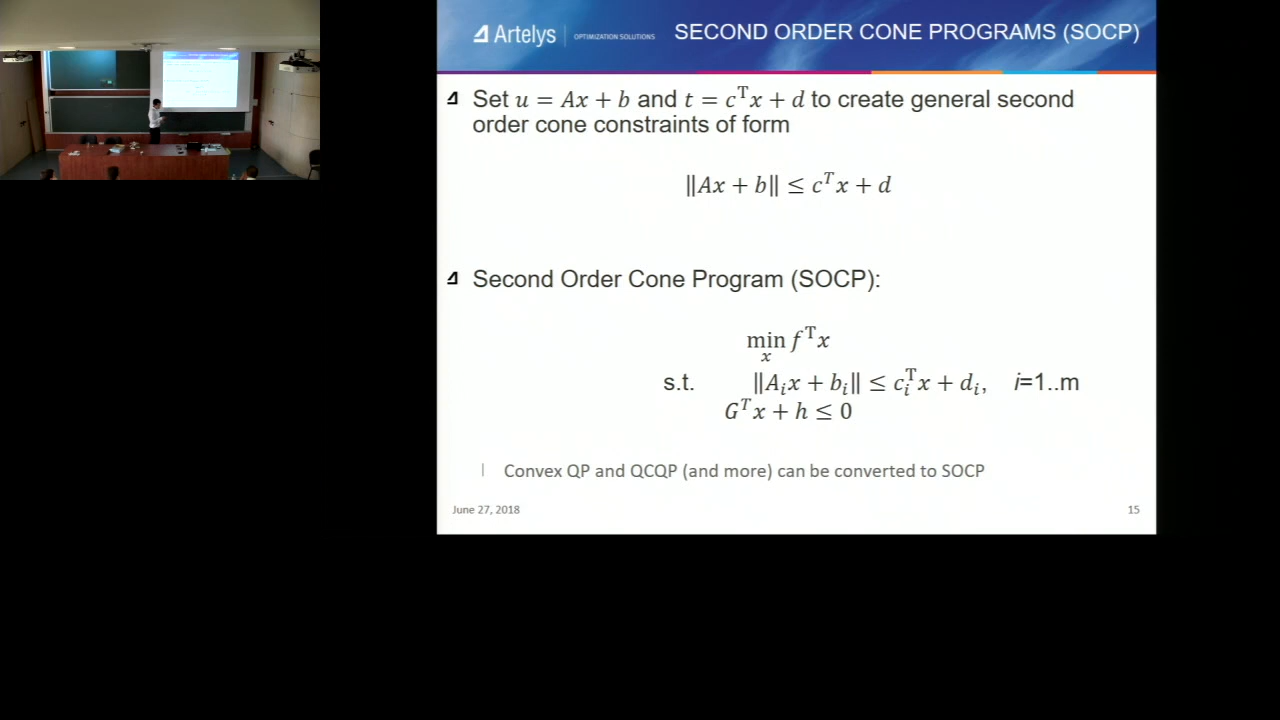 Artelys OPTIMIZATION SOLUTIONS SECOND ORDER CONE PROGRAMS (SOCP)
Set u = Ax + b and t = cᵀx + d to create general second
order cone constraints of form
‖Ax + b‖ ≤ cᵀx + d
Second Order Cone Program (SOCP):
min fᵀx
x
s.t. ‖Aᵢx + bᵢ‖ ≤ cᵢᵀx + dᵢ, i=1..m
Gᵀx + h ≤ 0
Convex QP and QCQP (and more) can be converted to SOCP
June 27, 2018 15